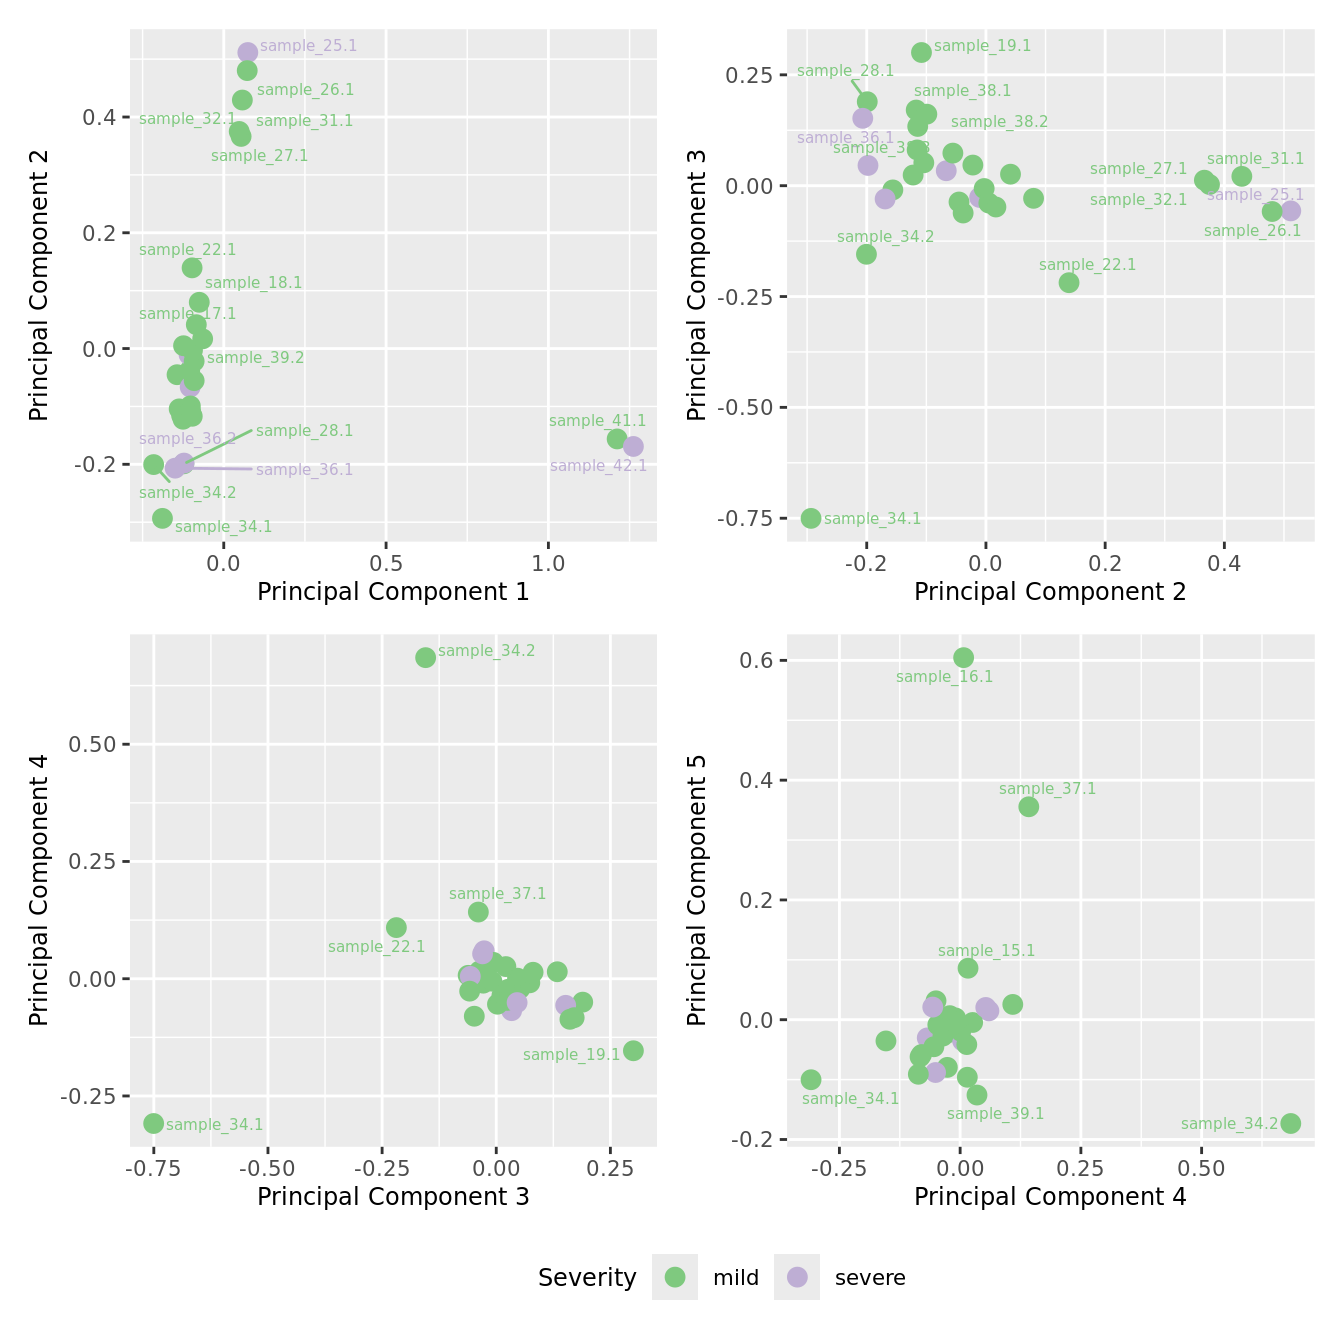 sample_25.1
sample_26.1
sample_32.1
sample_31.1
sample_27.1
sample_22.1
sample_18.1
sample_17.1
sample_39.2
sample_36.2
sample_28.1
sample_36.1
sample_34.2
sample_34.1
sample_41.1
sample_42.1
0.4
0.2
0.0
-0.2
0.0
0.5
1.0
Principal Component 1
Principal Component 2
sample_19.1
sample_28.1
sample_38.1
sample_38.2
sample_36.1
sample_27.1
sample_31.1
sample_32.1
sample_25.1
sample_26.1
sample_34.2
sample_22.1
sample_34.1
0.25
0.00
-0.25
-0.50
-0.75
-0.2
0.0
0.2
0.4
Principal Component 2
Principal Component 3
sample_34.2
sample_37.1
sample_22.1
sample_19.1
sample_34.1
0.50
0.25
0.00
-0.25
-0.75
-0.50
-0.25
0.00
0.25
Principal Component 3
Principal Component 4
sample_16.1
sample_37.1
sample_15.1
sample_34.1
sample_39.1
sample_34.2
0.6
0.4
0.2
0.0
-0.2
-0.25
0.00
0.25
0.50
Principal Component 4
Principal Component 5
Severity mild severe